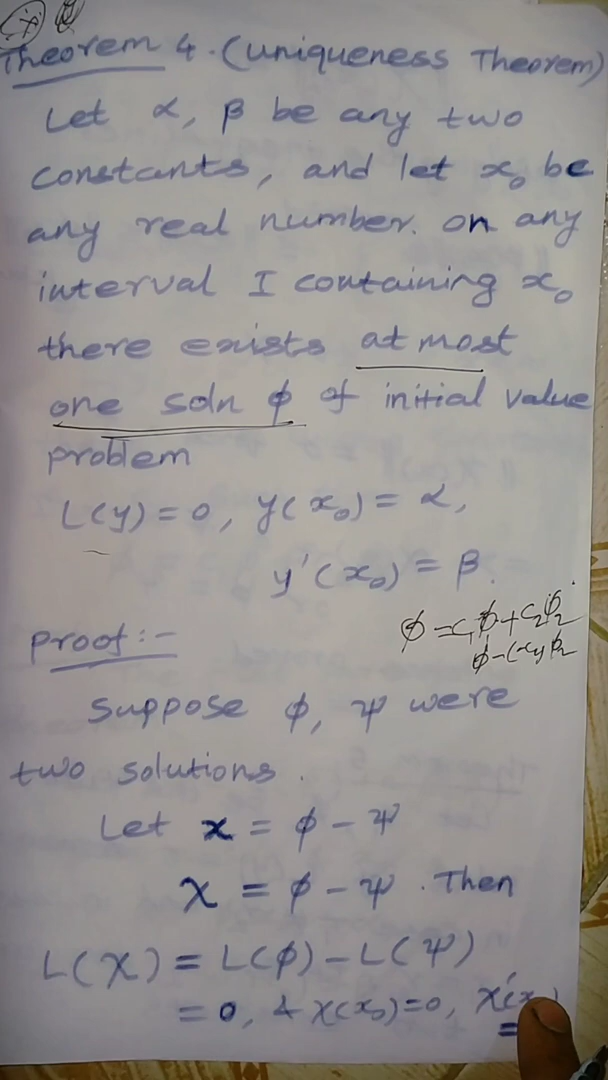 Theorem 4. (Uniqueness Theorem)
Let α, β be any two
constants, and let x₀ be
any real number. on any
interval I containing x₀
there exists at most
one soln ϕ of initial value
problem
L(y) = 0, y(x₀) = α,
y'(x₀) = β.
proof:-
Suppose ϕ, ψ were
two solutions.
Let x = ϕ - ψ
χ = ϕ - ψ. Then
L(χ) = L(ϕ) - L(ψ)
= 0, & χ(x₀) = 0,